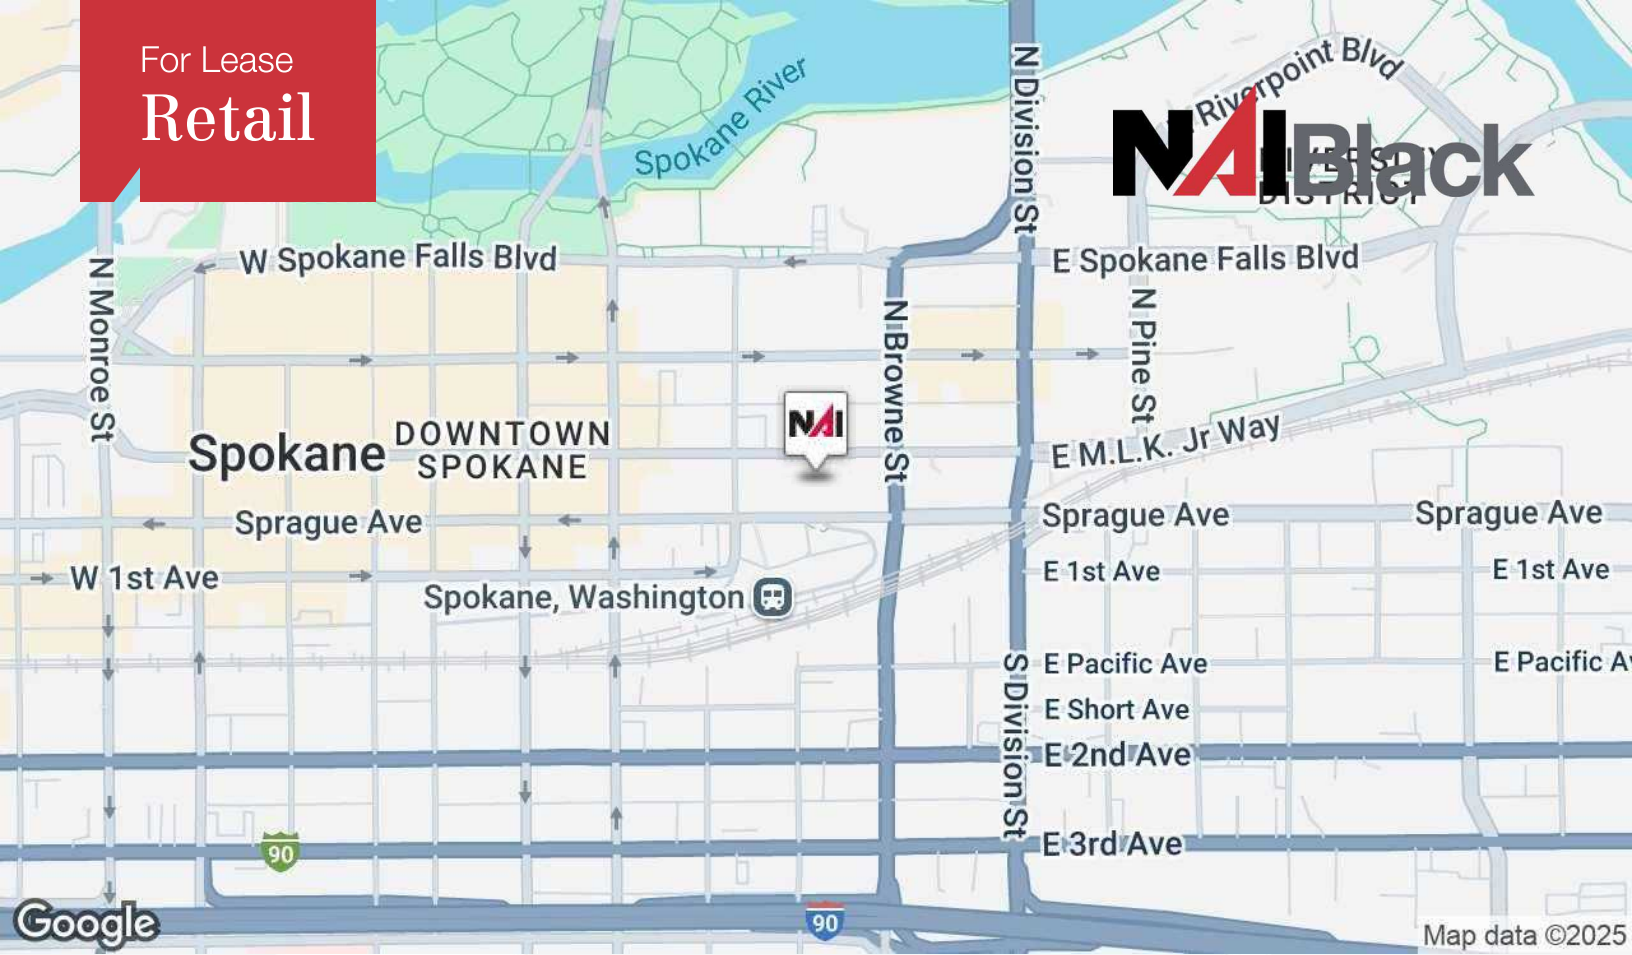 For Lease
Retail
Spokane River
N Division St
N Riverpoint Blvd
NAIBlack
RIVERSIDE
DISTRICT
W Spokane Falls Blvd
E Spokane Falls Blvd
N Monroe St
N Browne St
N Pine St
NAI
DOWNTOWN
SPOKANE
Spokane
E M.L.K. Jr Way
Sprague Ave
Sprague Ave
Sprague Ave
W 1st Ave
E 1st Ave
E 1st Ave
Spokane, Washington
S Division St
E Pacific Ave
E Pacific Av
E Short Ave
E 2nd Ave
E 3rd Ave
90
90
Google
Map data ©2025